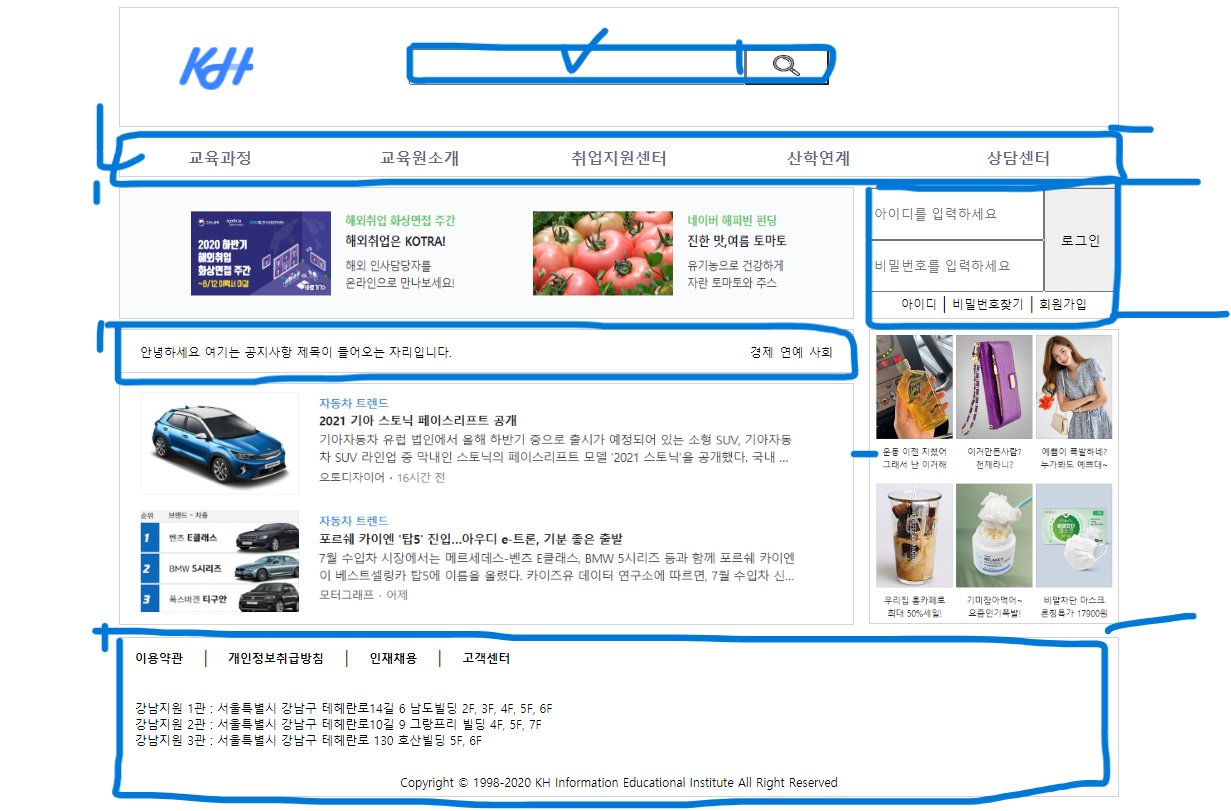 KH
교육과정 교육원소개 취업지원센터 산학연계 상담센터
2020 하반기
해외취업
화상면접 주간
~8/12 이력서 마감
해외취업 화상면접 주간
해외취업은 KOTRA!
해외 인사담당자를
온라인으로 만나보세요!
네이버 해피빈 펀딩
진한 맛,여름 토마토
유기농으로 건강하게
자란 토마토와 주스
아이디를 입력하세요
비밀번호를 입력하세요
로그인
아이디 | 비밀번호찾기 | 회원가입
안녕하세요 여기는 공지사항 제목이 들어오는 자리입니다. 경제 연예 사회
자동차 트렌드
2021 기아 스토닉 페이스리프트 공개
기아자동차 유럽 법인에서 올해 하반기 중으로 출시가 예정되어 있는 소형 SUV, 기아자동
차 SUV 라인업 중 막내인 스토닉의 페이스리프트 모델 '2021 스토닉'을 공개했다. 국내 ...
오토디자이어 · 16시간 전
순위 브랜드 - 차종
1 벤츠 E클래스
2 BMW 5시리즈
3 폭스바겐 티구안
자동차 트렌드
포르쉐 카이엔 '탑5' 진입...아우디 e-트론, 기분 좋은 출발
7월 수입차 시장에서는 메르세데스-벤츠 E클래스, BMW 5시리즈 등과 함께 포르쉐 카이엔
이 베스트셀링카 탑5에 이름을 올렸다. 카이즈유 데이터 연구소에 따르면, 7월 수입차 신...
모터그래프 · 어제
운동 이젠 지쳤어
그래서 난 이거해
이거만든사람?
전재라니?
예쁨이 폭발하네?
누가봐도 예쁘대~
우리집 홈카페로
최대 50%세일!
기미잡아먹어~
요즘인기폭발!
비말차단 마스크
론칭특가 17900원
이용약관 | 개인정보취급방침 | 인재채용 | 고객센터
강남지원 1관 : 서울특별시 강남구 테헤란로14길 6 남도빌딩 2F, 3F, 4F, 5F, 6F
강남지원 2관 : 서울특별시 강남구 테헤란로10길 9 그랑프리 빌딩 4F, 5F, 7F
강남지원 3관 : 서울특별시 강남구 테헤란로 130 호산빌딩 5F, 6F
Copyright © 1998-2020 KH Information Educational Institute All Right Reserved